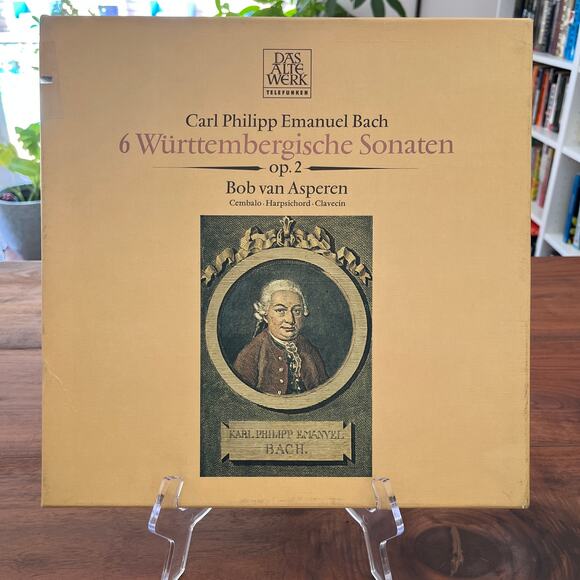 DAS
ALTE
WERK
TELEFUNKEN
Carl Philipp Emanuel Bach
6 Württembergische Sonaten
op. 2
Bob van Asperen
Cembalo · Harpsichord · Clavecin
KARL PHILIPP EMANVEL
BACH.